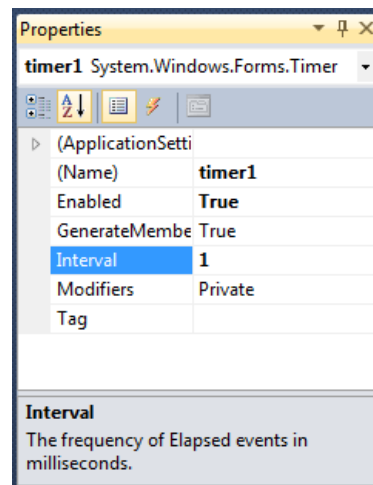 Properties
timer1 System.Windows.Forms.Timer
(ApplicationSetti
(Name) timer1
Enabled True
GenerateMembe True
Interval 1
Modifiers Private
Tag
Interval
The frequency of Elapsed events in
milliseconds.